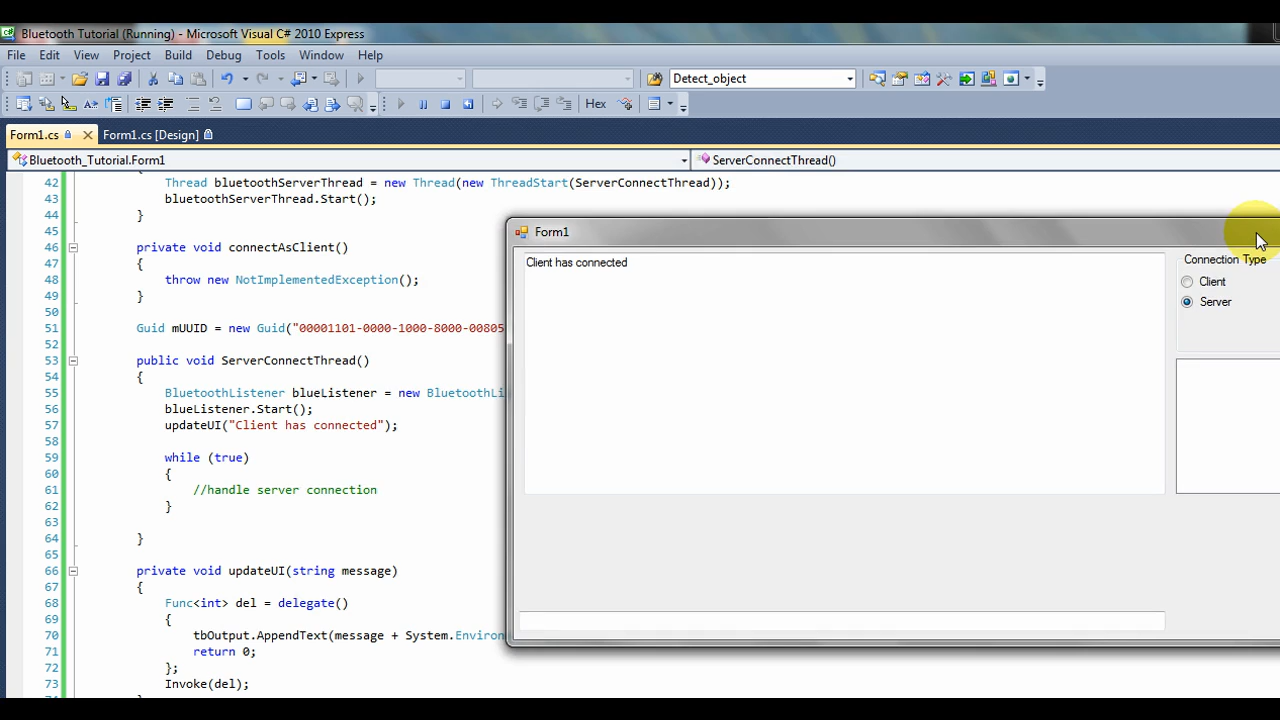 Bluetooth Tutorial (Running) - Microsoft Visual C# 2010 Express
File Edit View Project Build Debug Tools Window Help
Detect_object
Hex
Form1.cs Form1.cs [Design]
Bluetooth_Tutorial.Form1 ServerConnectThread()
42 Thread bluetoothServerThread = new Thread(new ThreadStart(ServerConnectThread));
43 bluetoothServerThread.Start();
44 }
45
46 private void connectAsClient()
47 {
48 throw new NotImplementedException();
49 }
50
51 Guid mUUID = new Guid("00001101-0000-1000-8000-00805
52
53 public void ServerConnectThread()
54 {
55 BluetoothListener blueListener = new BluetoothLi
56 blueListener.Start();
57 updateUI("Client has connected");
58
59 while (true)
60 {
61 //handle server connection
62 }
63
64 }
65
66 private void updateUI(string message)
67 {
68 Func<int> del = delegate()
69 {
70 tbOutput.AppendText(message + System.Environ
71 return 0;
72 };
73 Invoke(del);
Form1
Client has connected
Connection Type
Client
Server